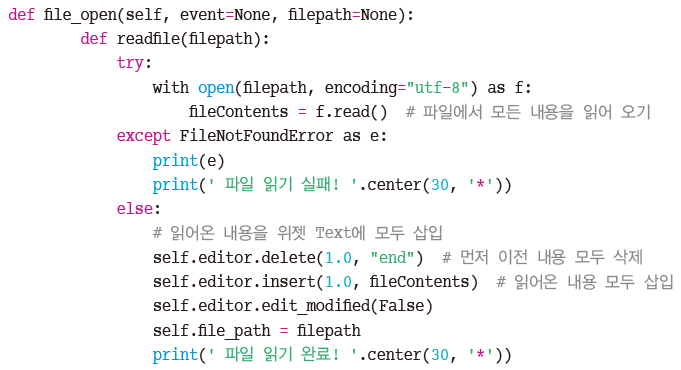 def file_open(self, event=None, filepath=None):
def readfile(filepath):
try:
with open(filepath, encoding="utf-8") as f:
fileContents = f.read()  # 파일에서 모든 내용을 읽어 오기
except FileNotFoundError as e:
print(e)
print(' 파일 읽기 실패! '.center(30, '*'))
else:
# 읽어온 내용을 위젯 Text에 모두 삽입
self.editor.delete(1.0, "end")  # 먼저 이전 내용 모두 삭제
self.editor.insert(1.0, fileContents)  # 읽어온 내용 모두 삽입
self.editor.edit_modified(False)
self.file_path = filepath
print(' 파일 읽기 완료! '.center(30, '*'))